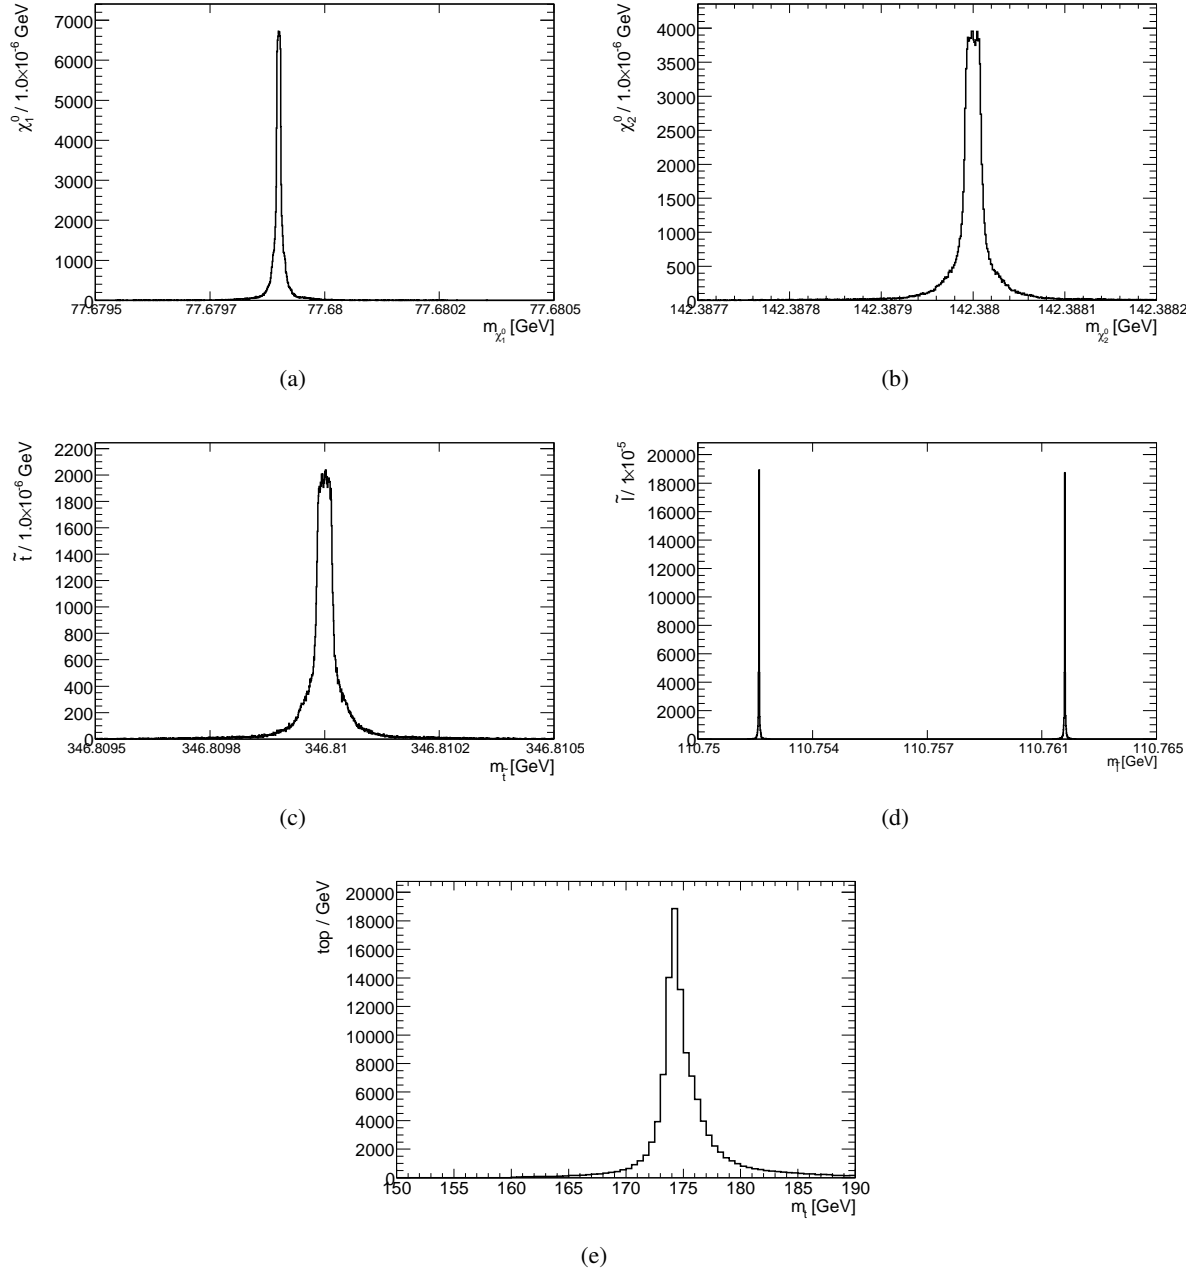 7000
6000
5000
4000
3000
2000
1000
0
χ₁⁰ / 1.0×10⁻⁶ GeV
77.6795 77.6797 77.68 77.6802 77.6805
m_χ₁⁰ [GeV]
(a)
4000
3500
3000
2500
2000
1500
1000
500
0
χ₂⁰ / 1.0×10⁻⁶ GeV
142.3877 142.3878 142.3879 142.388 142.3881 142.3882
m_χ₂⁰ [GeV]
(b)
2200
2000
1800
1600
1400
1200
1000
800
600
400
200
0
t̃ / 1.0×10⁻⁶ GeV
346.8095 346.8098 346.81 346.8102 346.8105
m_t̃ [GeV]
(c)
20000
18000
16000
14000
12000
10000
8000
6000
4000
2000
0
l̃ / 1×10⁻⁵
110.75 110.754 110.757 110.761 110.765
m_l̃ [GeV]
(d)
20000
18000
16000
14000
12000
10000
8000
6000
4000
2000
0
top / GeV
150 155 160 165 170 175 180 185 190
m_t [GeV]
(e)